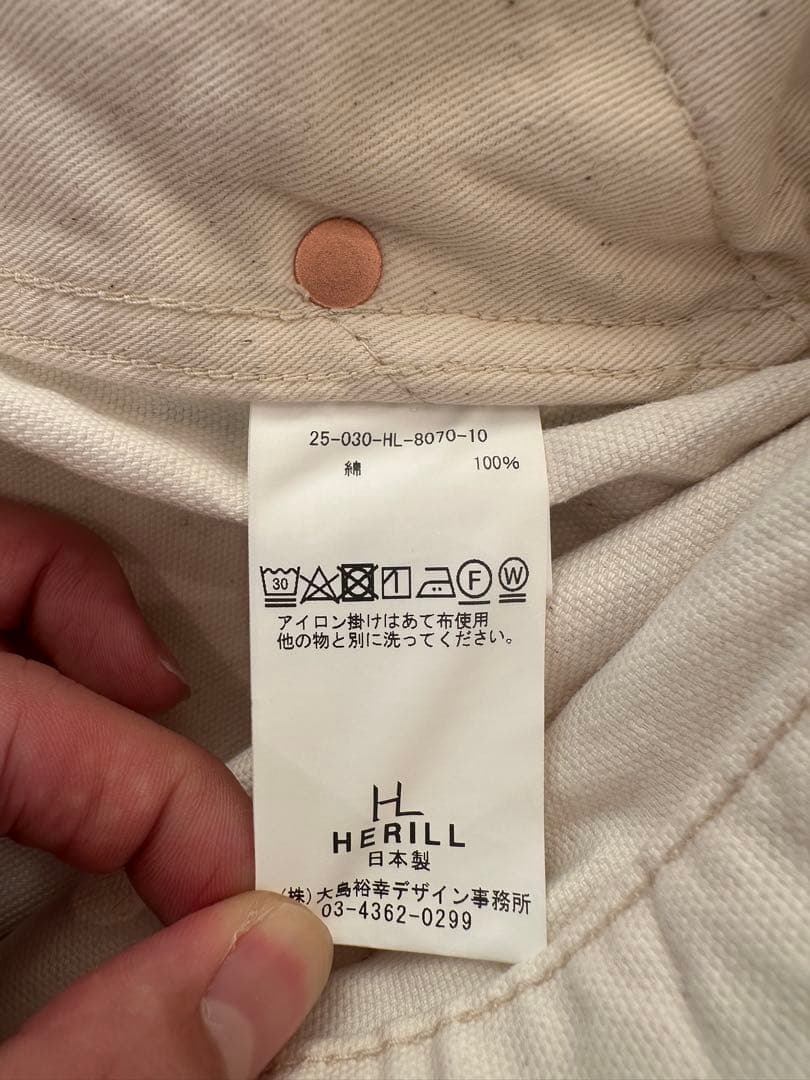 25-030-HL-8070-10
綿 100%
30 F W
アイロン掛けはあて布使用
他の物と別に洗ってください。
HL
HERILL
日本製
(株)大島裕幸デザイン事務所
03-4362-0299